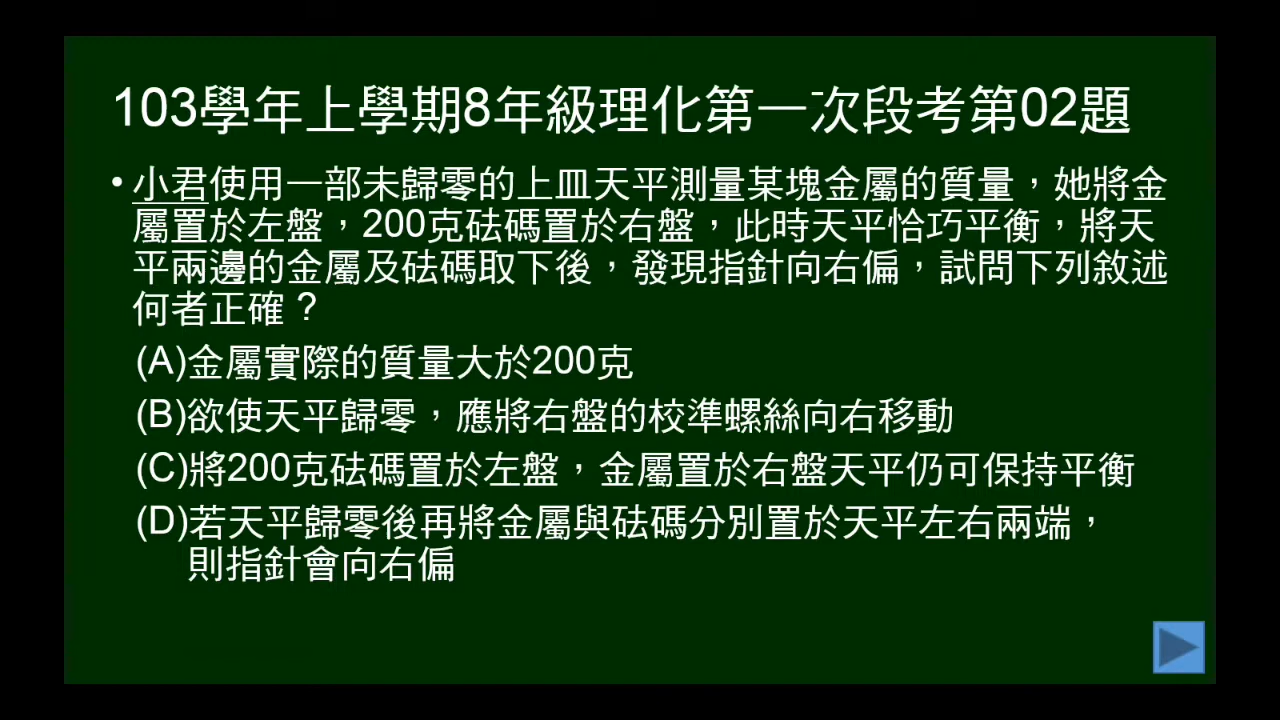 103學年上學期8年級理化第一次段考第02題
•小君使用一部未歸零的上皿天平測量某塊金屬的質量，她將金
屬置於左盤，200克砝碼置於右盤，此時天平恰巧平衡，將天
平兩邊的金屬及砝碼取下後，發現指針向右偏，試問下列敘述
何者正確？
(A)金屬實際的質量大於200克
(B)欲使天平歸零，應將右盤的校準螺絲向右移動
(C)將200克砝碼置於左盤，金屬置於右盤天平仍可保持平衡
(D)若天平歸零後再將金屬與砝碼分別置於天平左右兩端，
則指針會向右偏